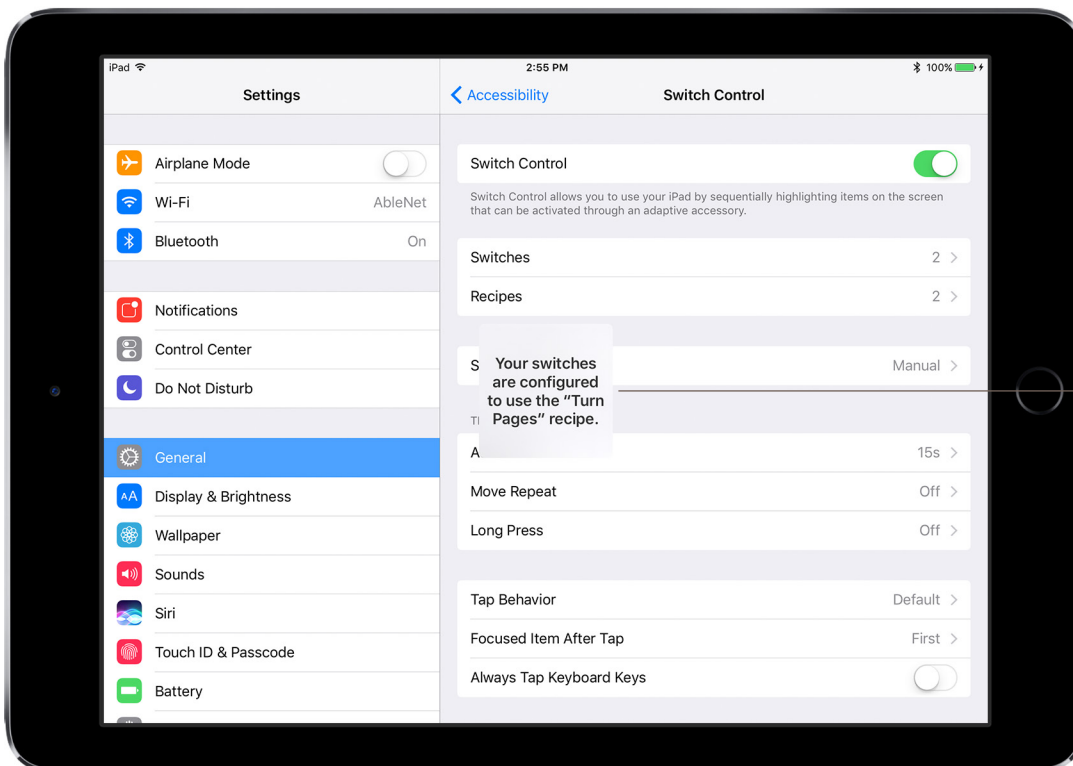 iPad 2:55 PM 100%
Settings
Accessibility Switch Control
Airplane Mode
Wi-Fi AbleNet
Bluetooth On
Notifications
Control Center
Do Not Disturb
General
AA Display & Brightness
Wallpaper
Sounds
Siri
Touch ID & Passcode
Battery
Switch Control
Switch Control allows you to use your iPad by sequentially highlighting items on the screen
that can be activated through an adaptive accessory.
Switches 2
Recipes 2
S Manual
Your switches
are configured
to use the “Turn
Pages” recipe.
A 15s
Move Repeat Off
Long Press Off
Tap Behavior Default
Focused Item After Tap First
Always Tap Keyboard Keys